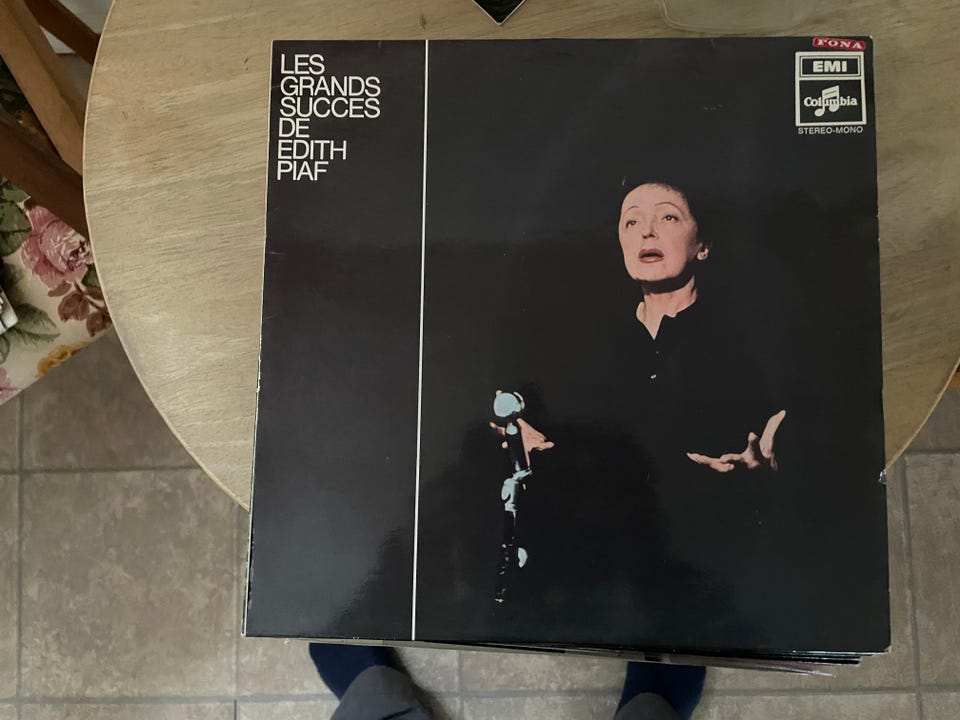 LES
GRANDS
SUCCES
DE
EDITH
PIAF
FONA
EMI
Columbia
STEREO-MONO